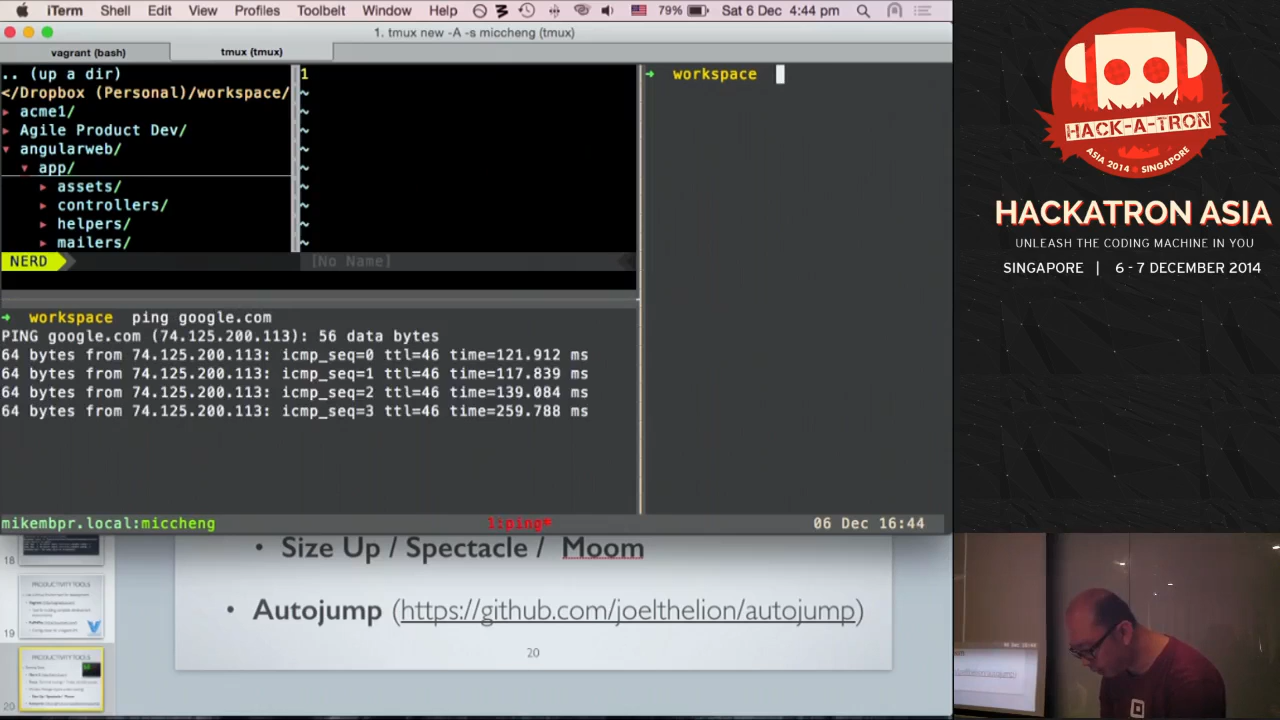 iTerm Shell Edit View Profiles Toolbelt Window Help 79% Sat 6 Dec 4:44 pm
1. tmux new -A -s miccheng (tmux)
vagrant (bash) tmux (tmux)
.. (up a dir)
</Dropbox (Personal)/workspace/
▸ acme1/
▸ Agile Product Dev/
▾ angularweb/
▾ app/
▸ assets/
▸ controllers/
▸ helpers/
▸ mailers/
NERD
1
~
~
~
~
~
~
~
~
~
[No Name]
➜ workspace
➜ workspace ping google.com
PING google.com (74.125.200.113): 56 data bytes
64 bytes from 74.125.200.113: icmp_seq=0 ttl=46 time=121.912 ms
64 bytes from 74.125.200.113: icmp_seq=1 ttl=46 time=117.839 ms
64 bytes from 74.125.200.113: icmp_seq=2 ttl=46 time=139.084 ms
64 bytes from 74.125.200.113: icmp_seq=3 ttl=46 time=259.788 ms
mikembpr.local:miccheng 1:ping* 06 Dec 16:44
• Size Up / Spectacle / Moom
• Autojump (https://github.com/joelthelion/autojump)
20
18
PRODUCTIVITY TOOLS
19
PRODUCTIVITY TOOLS
20
HACK-A-TRON
ASIA 2014 SINGAPORE
HACKATRON ASIA
UNLEASH THE CODING MACHINE IN YOU
SINGAPORE | 6 - 7 DECEMBER 2014